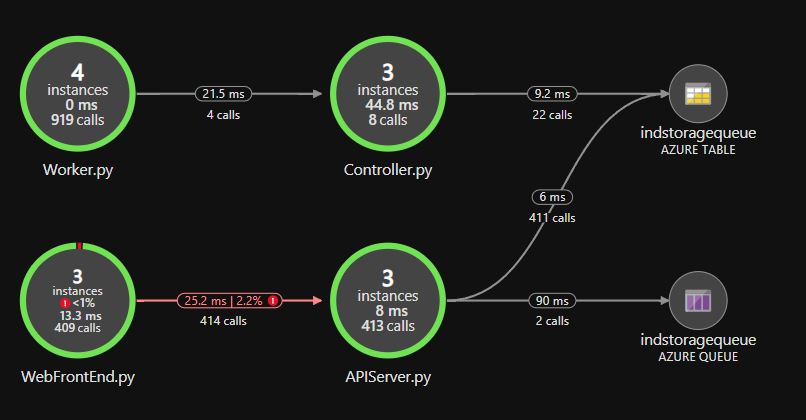 4
instances
0 ms
919 calls
Worker.py
21.5 ms
4 calls
3
instances
44.8 ms
8 calls
Controller.py
9.2 ms
22 calls
indstoragequeue
AZURE TABLE
6 ms
411 calls
3
instances
! <1%
13.3 ms
409 calls
WebFrontEnd.py
25.2 ms | 2.2% !
414 calls
3
instances
8 ms
413 calls
APIServer.py
90 ms
2 calls
indstoragequeue
AZURE QUEUE